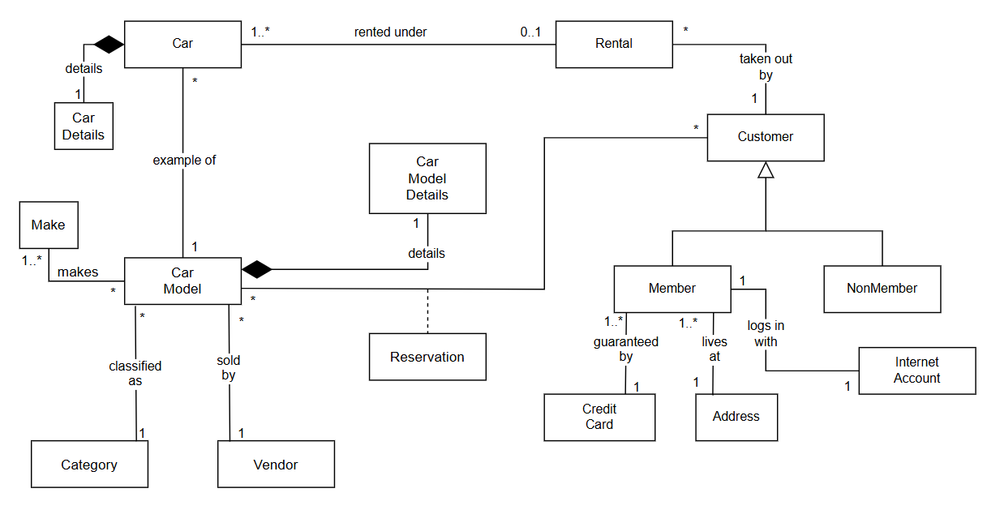 Car
1..*
rented under
0..1
Rental
*
details
1
Car
Details
*
example of
1
taken out
by
1
Customer
*
Car
Model
Details
1
details
Make
1..*
makes
*
Car
Model
*
*
*
classified
as
1
Category
sold
by
1
Vendor
Reservation
Member
NonMember
1
logs in
with
1
Internet
Account
1..*
guaranteed
by
1
Credit
Card
1..*
lives
at
1
Address